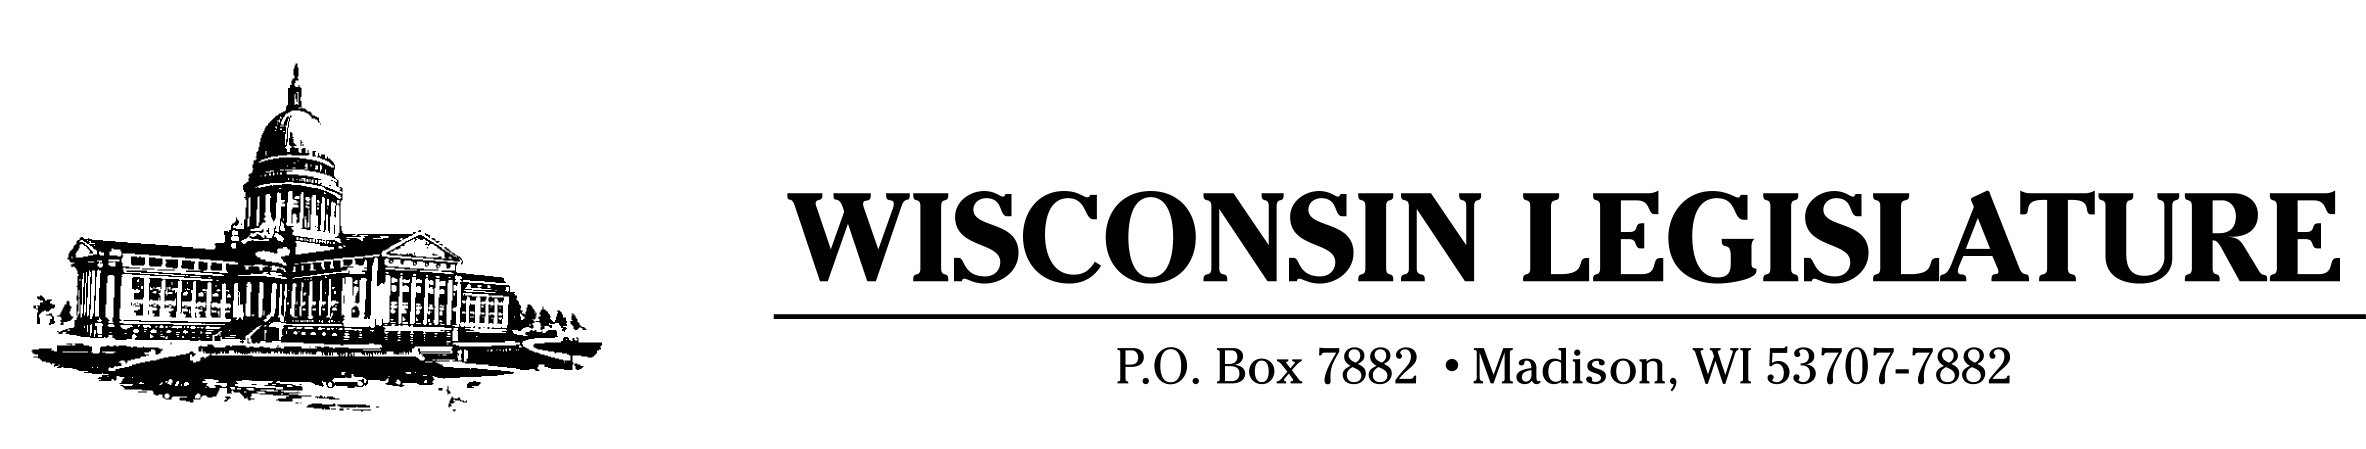 WISCONSIN LEGISLATURE
P.O. Box 7882 • Madison, WI 53707-7882